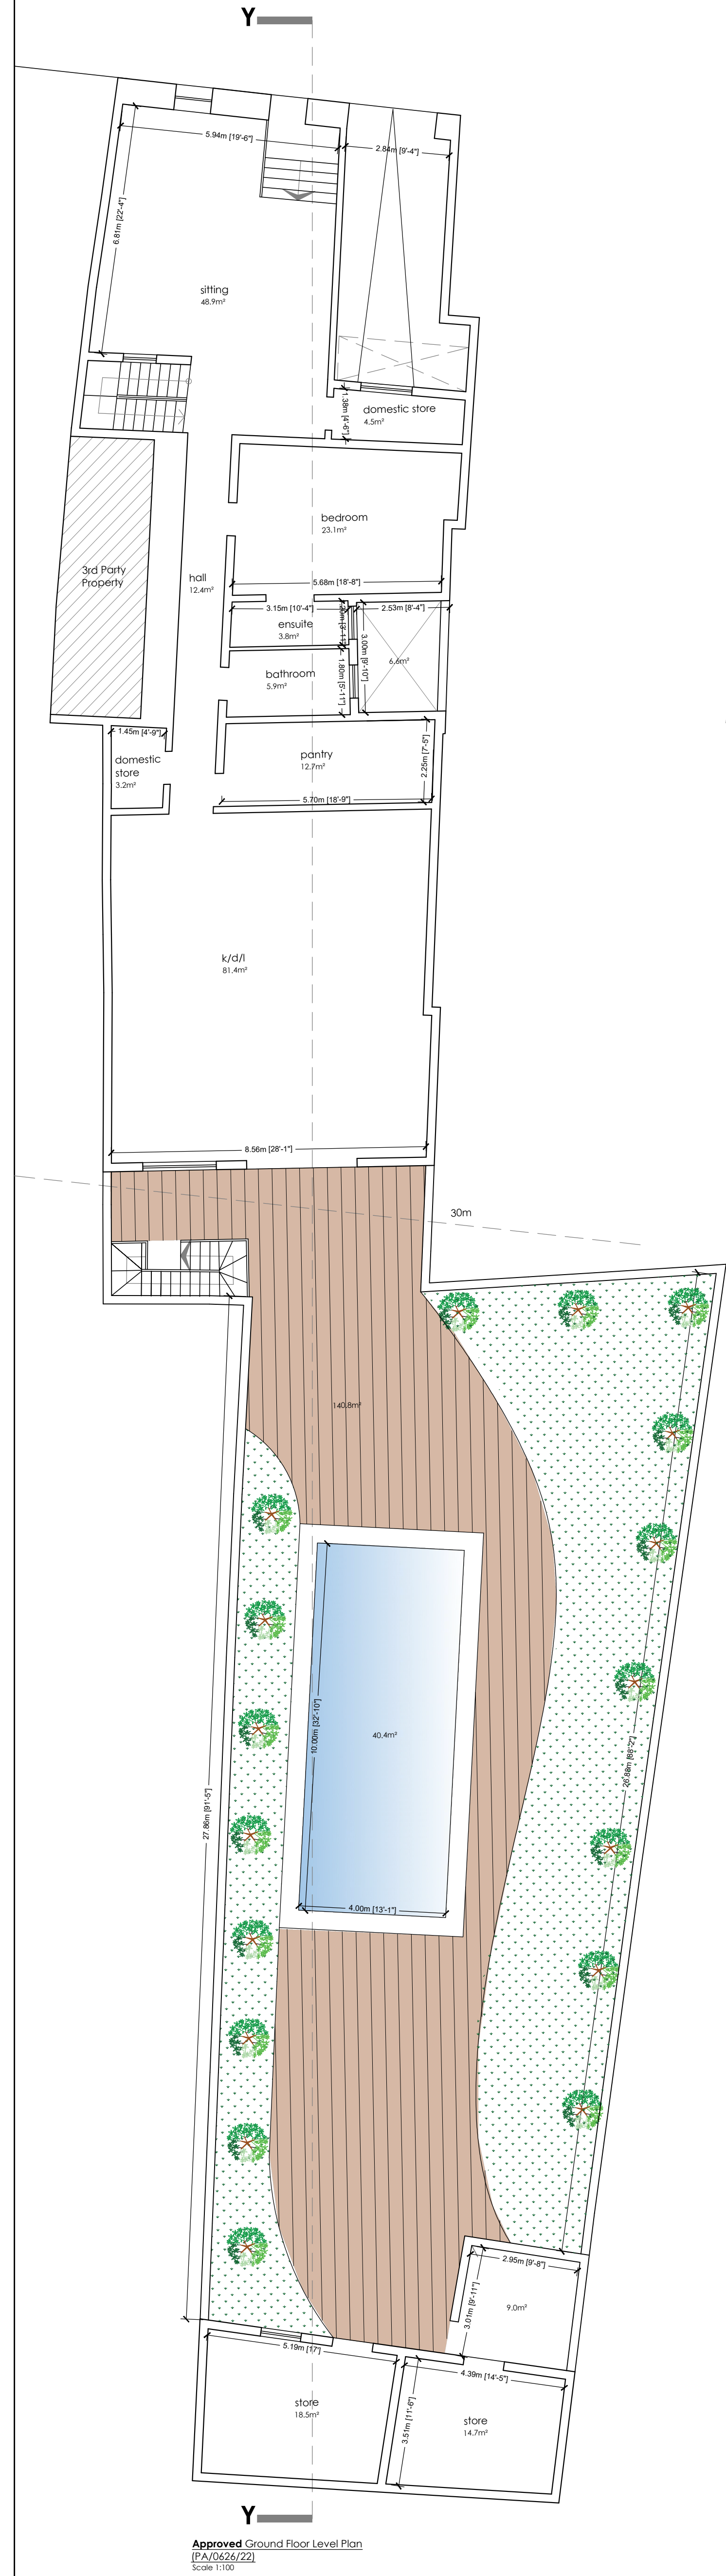 Y
5.94m [19'-6"]
2.84m [9'-4"]
6.81m [22'-4"]
sitting
48.9m²
1.38m [4'-6"]
domestic store
4.5m²
bedroom
23.1m²
3rd Party
Property
hall
12.4m²
5.68m [18'-8"]
3.15m [10'-4"]
2.53m [8'-4"]
ensuite
3.8m²
3.00m [9'-10"]
6.6m²
bathroom
5.9m²
1.80m [5'-11"]
1.45m [4'-9"]
domestic
store
3.2m²
pantry
12.7m²
2.25m [7'-5"]
5.70m [18'-9"]
k/d/l
81.4m²
8.56m [28'-1"]
30m
140.8m²
10.00m [32'-10"]
40.4m²
27.86m [91'-5"]
26.88m [88'-2"]
4.00m [13'-1"]
2.95m [9'-8"]
3.01m [9'-11"]
9.0m²
5.19m [17']
4.39m [14'-5"]
store
18.5m²
3.51m [11'-6"]
store
14.7m²
Y
Approved Ground Floor Level Plan
(PA/0626/22)
Scale 1:100